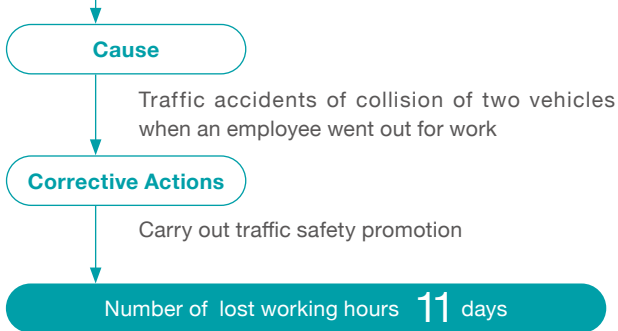 Cause
Traffic accidents of collision of two vehicles
when an employee went out for work
Corrective Actions
Carry out traffic safety promotion
Number of lost working hours 11 days